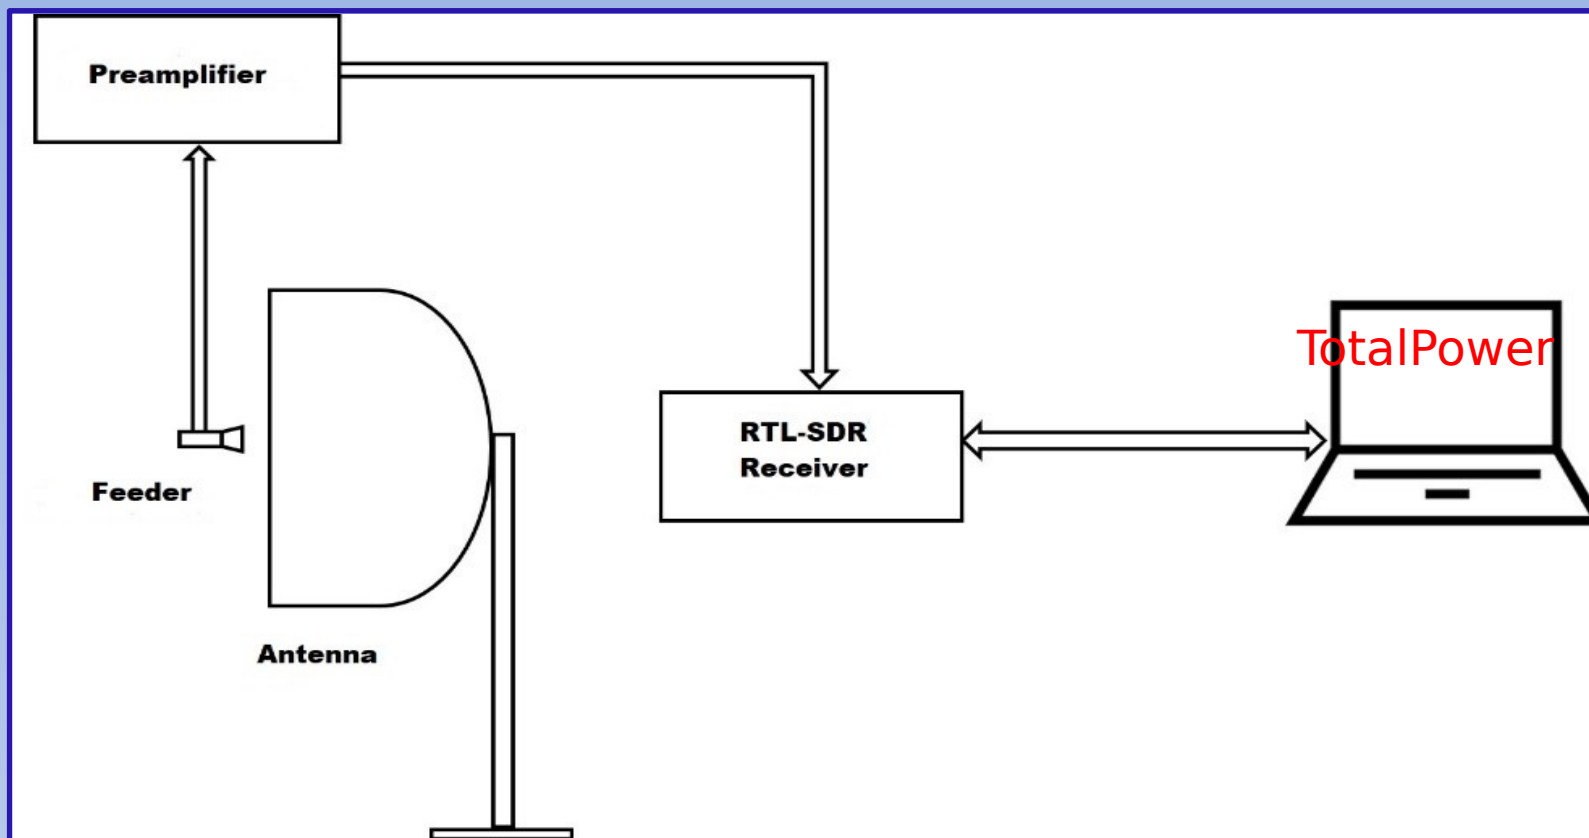 Preamplifier
TotalPower
RTL-SDR
Receiver
Feeder
Antenna